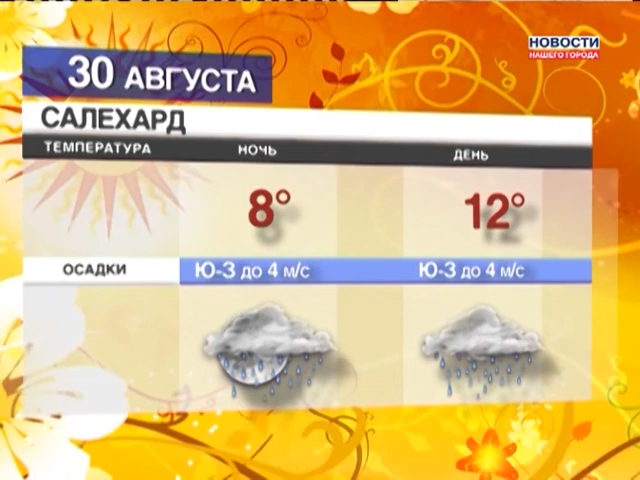 НОВОСТИ
НАШЕГО ГОРОДА
30 АВГУСТА
САЛЕХАРД
ТЕМПЕРАТУРА НОЧЬ ДЕНЬ
8° 12°
ОСАДКИ Ю-З ДО 4 М/С Ю-З ДО 4 М/С